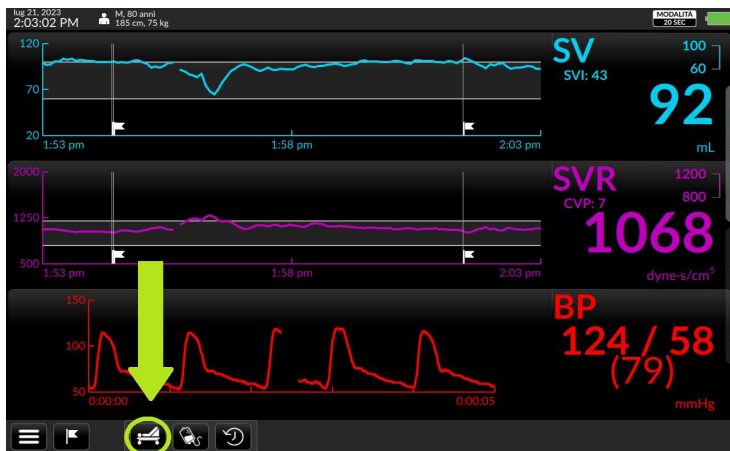 lug 21, 2023
2:03:02 PM
M, 80 anni
185 cm, 75 kg
MODALITÀ
20 SEC
120
70
20
1:53 pm
1:58 pm
2:03 pm
SV
SVI: 43
100
60
92
mL
2000
1250
500
1:53 pm
1:58 pm
2:03 pm
SVR
CVP: 7
1200
800
1068
dyne-s/cm⁵
150
100
50
0:00:00
0:00:05
BP
124 / 58
(79)
mmHg